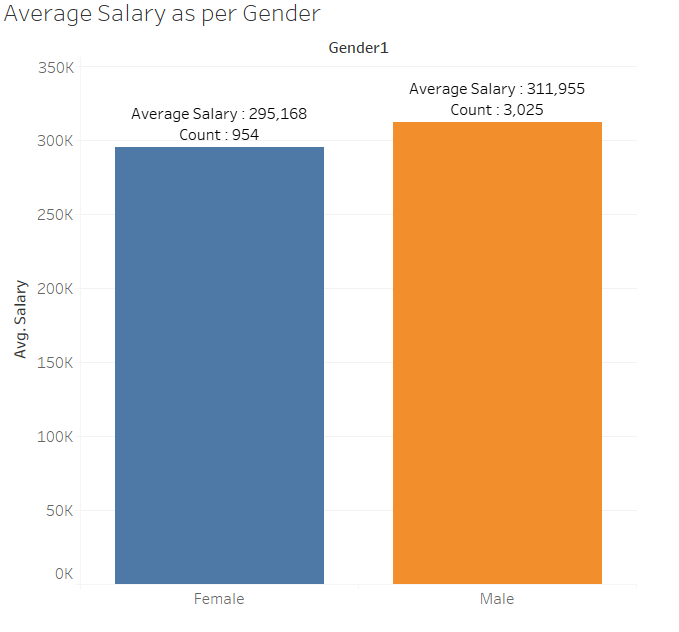 Average Salary as per Gender
Gender1
350K
300K
250K
200K
150K
100K
50K
0K
Avg. Salary
Average Salary : 295,168
Count : 954
Average Salary : 311,955
Count : 3,025
Female
Male